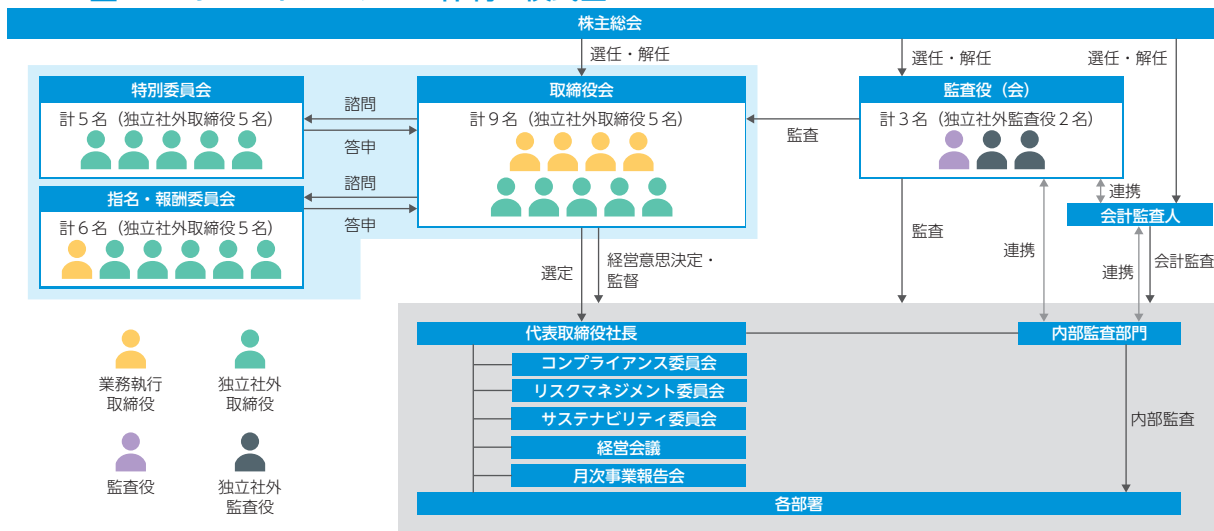 株主総会
選任・解任
選任・解任
選任・解任
特別委員会
計5名（独立社外取締役5名）
諮問
答申
取締役会
計9名（独立社外取締役5名）
監査
監査役（会）
計3名（独立社外監査役2名）
指名・報酬委員会
計6名（独立社外取締役5名）
諮問
答申
連携
会計監査人
選定
経営意思決定・
監督
監査
連携
連携
会計監査
代表取締役社長
内部監査部門
コンプライアンス委員会
リスクマネジメント委員会
サステナビリティ委員会
経営会議
月次事業報告会
内部監査
各部署
業務執行
取締役
独立社外
取締役
監査役
独立社外
監査役